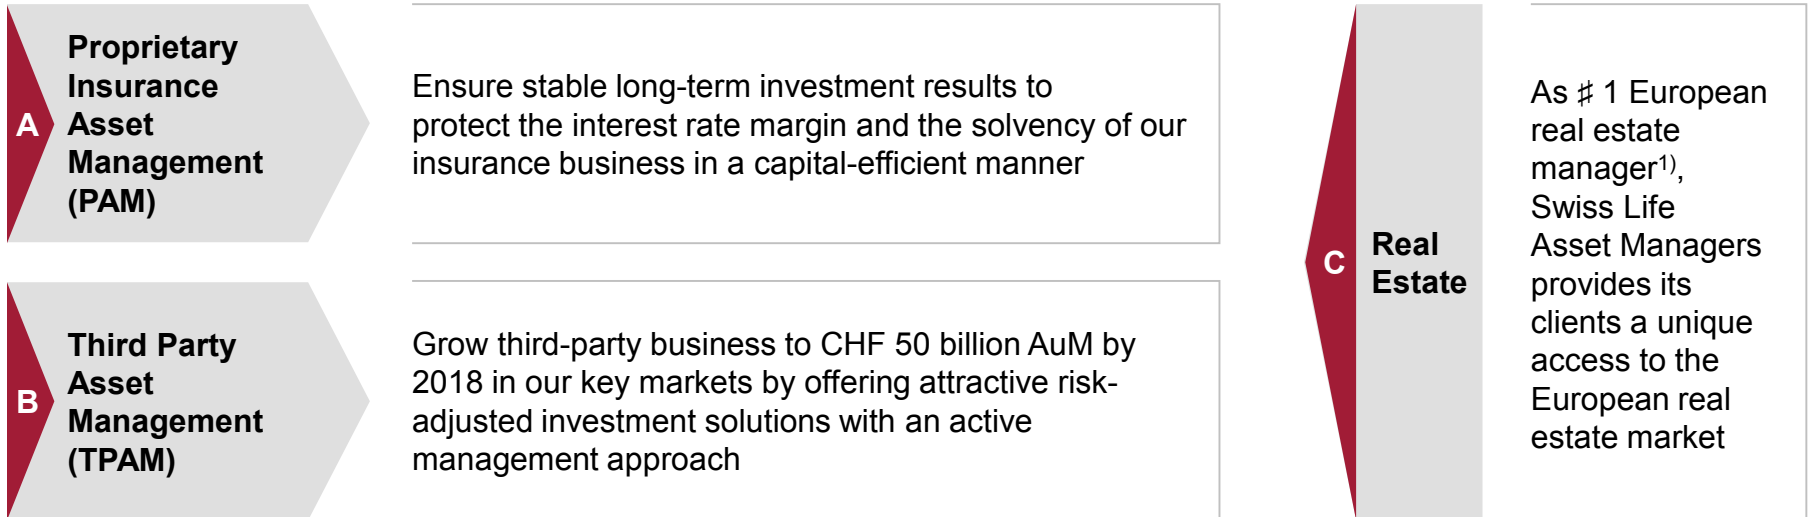 A
Proprietary
Insurance
Asset
Management
(PAM)
Ensure stable long-term investment results to
protect the interest rate margin and the solvency of our
insurance business in a capital-efficient manner
B
Third Party
Asset
Management
(TPAM)
Grow third-party business to CHF 50 billion AuM by
2018 in our key markets by offering attractive risk-
adjusted investment solutions with an active
management approach
C
Real
Estate
As ♯ 1 European
real estate
manager¹⁾,
Swiss Life
Asset Managers
provides its
clients a unique
access to the
European real
estate market